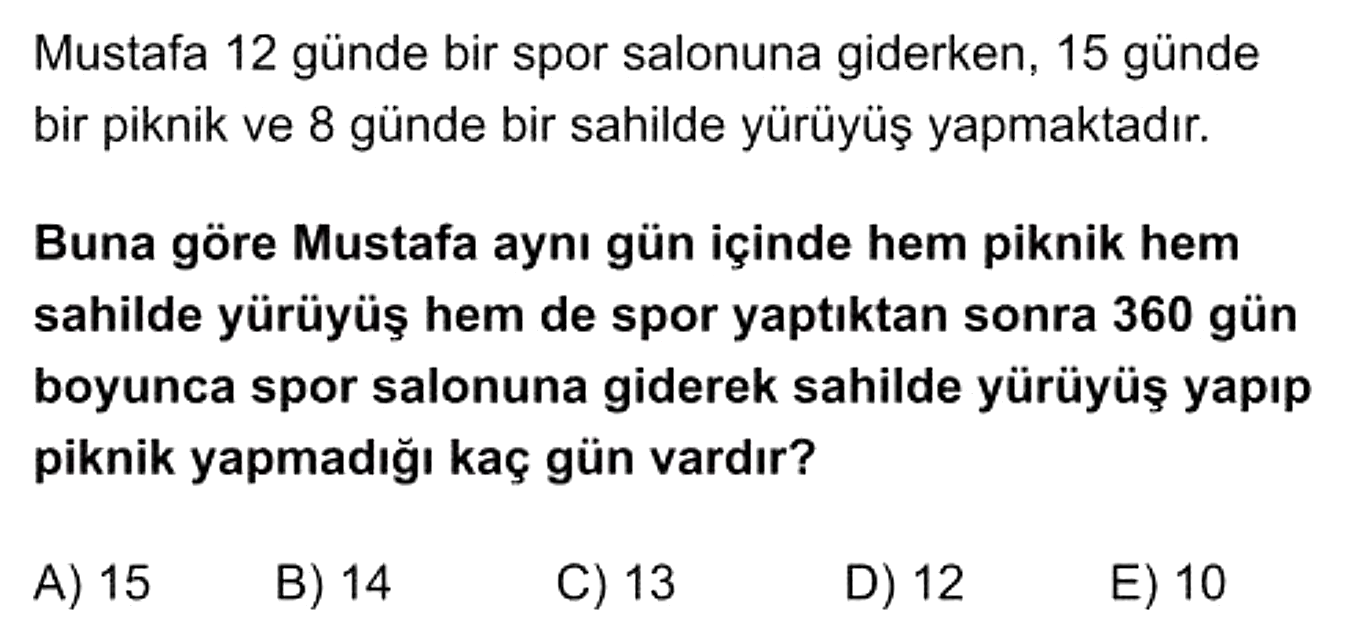 Mustafa 12 günde bir spor salonuna giderken, 15 günde
bir piknik ve 8 günde bir sahilde yürüyüş yapmaktadır.
Buna göre Mustafa aynı gün içinde hem piknik hem
sahilde yürüyüş hem de spor yaptıktan sonra 360 gün
boyunca spor salonuna giderek sahilde yürüyüş yapıp
piknik yapmadığı kaç gün vardır?
A) 15 B) 14 C) 13 D) 12 E) 10